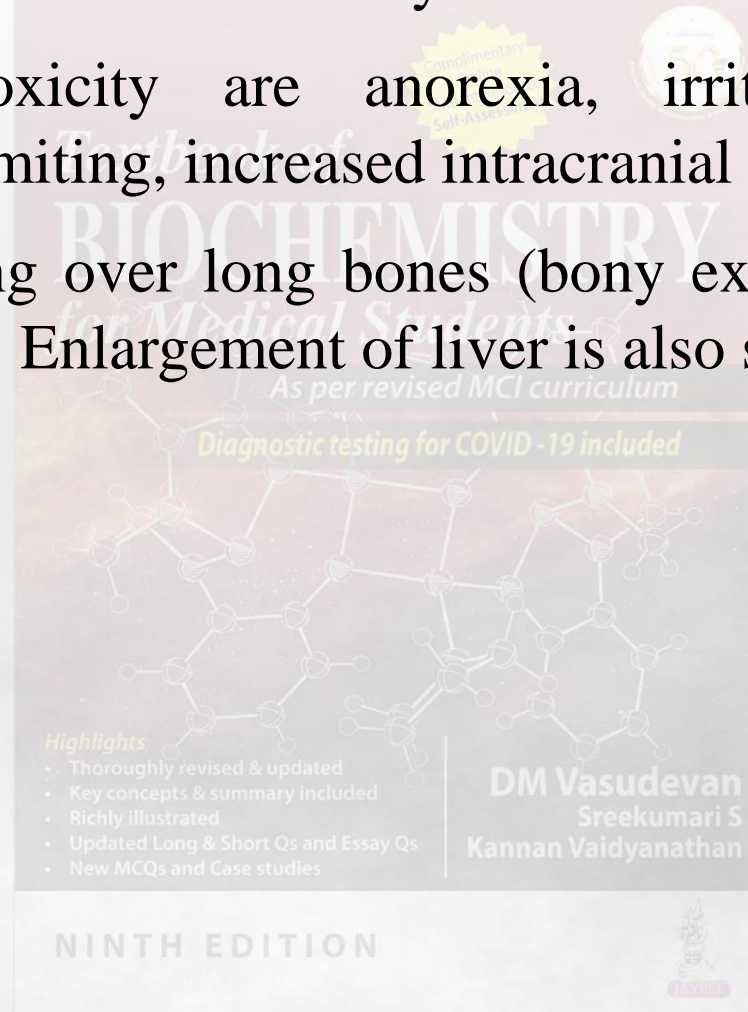 y
oxicity are anorexia, irrit
miting, increased intracranial
ng over long bones (bony ex
Enlargement of liver is also s
Complimentary
Self-Assess
Textbook of
BIOCHEMISTRY
for Medical Students
As per revised MCI curriculum
Diagnostic testing for COVID -19 included
Highlights
• Thoroughly revised & updated
• Key concepts & summary included
• Richly illustrated
• Updated Long & Short Qs and Essay Qs
• New MCQs and Case studies
DM Vasudevan
Sreekumari S
Kannan Vaidyanathan
NINTH EDITION
JAYPEE